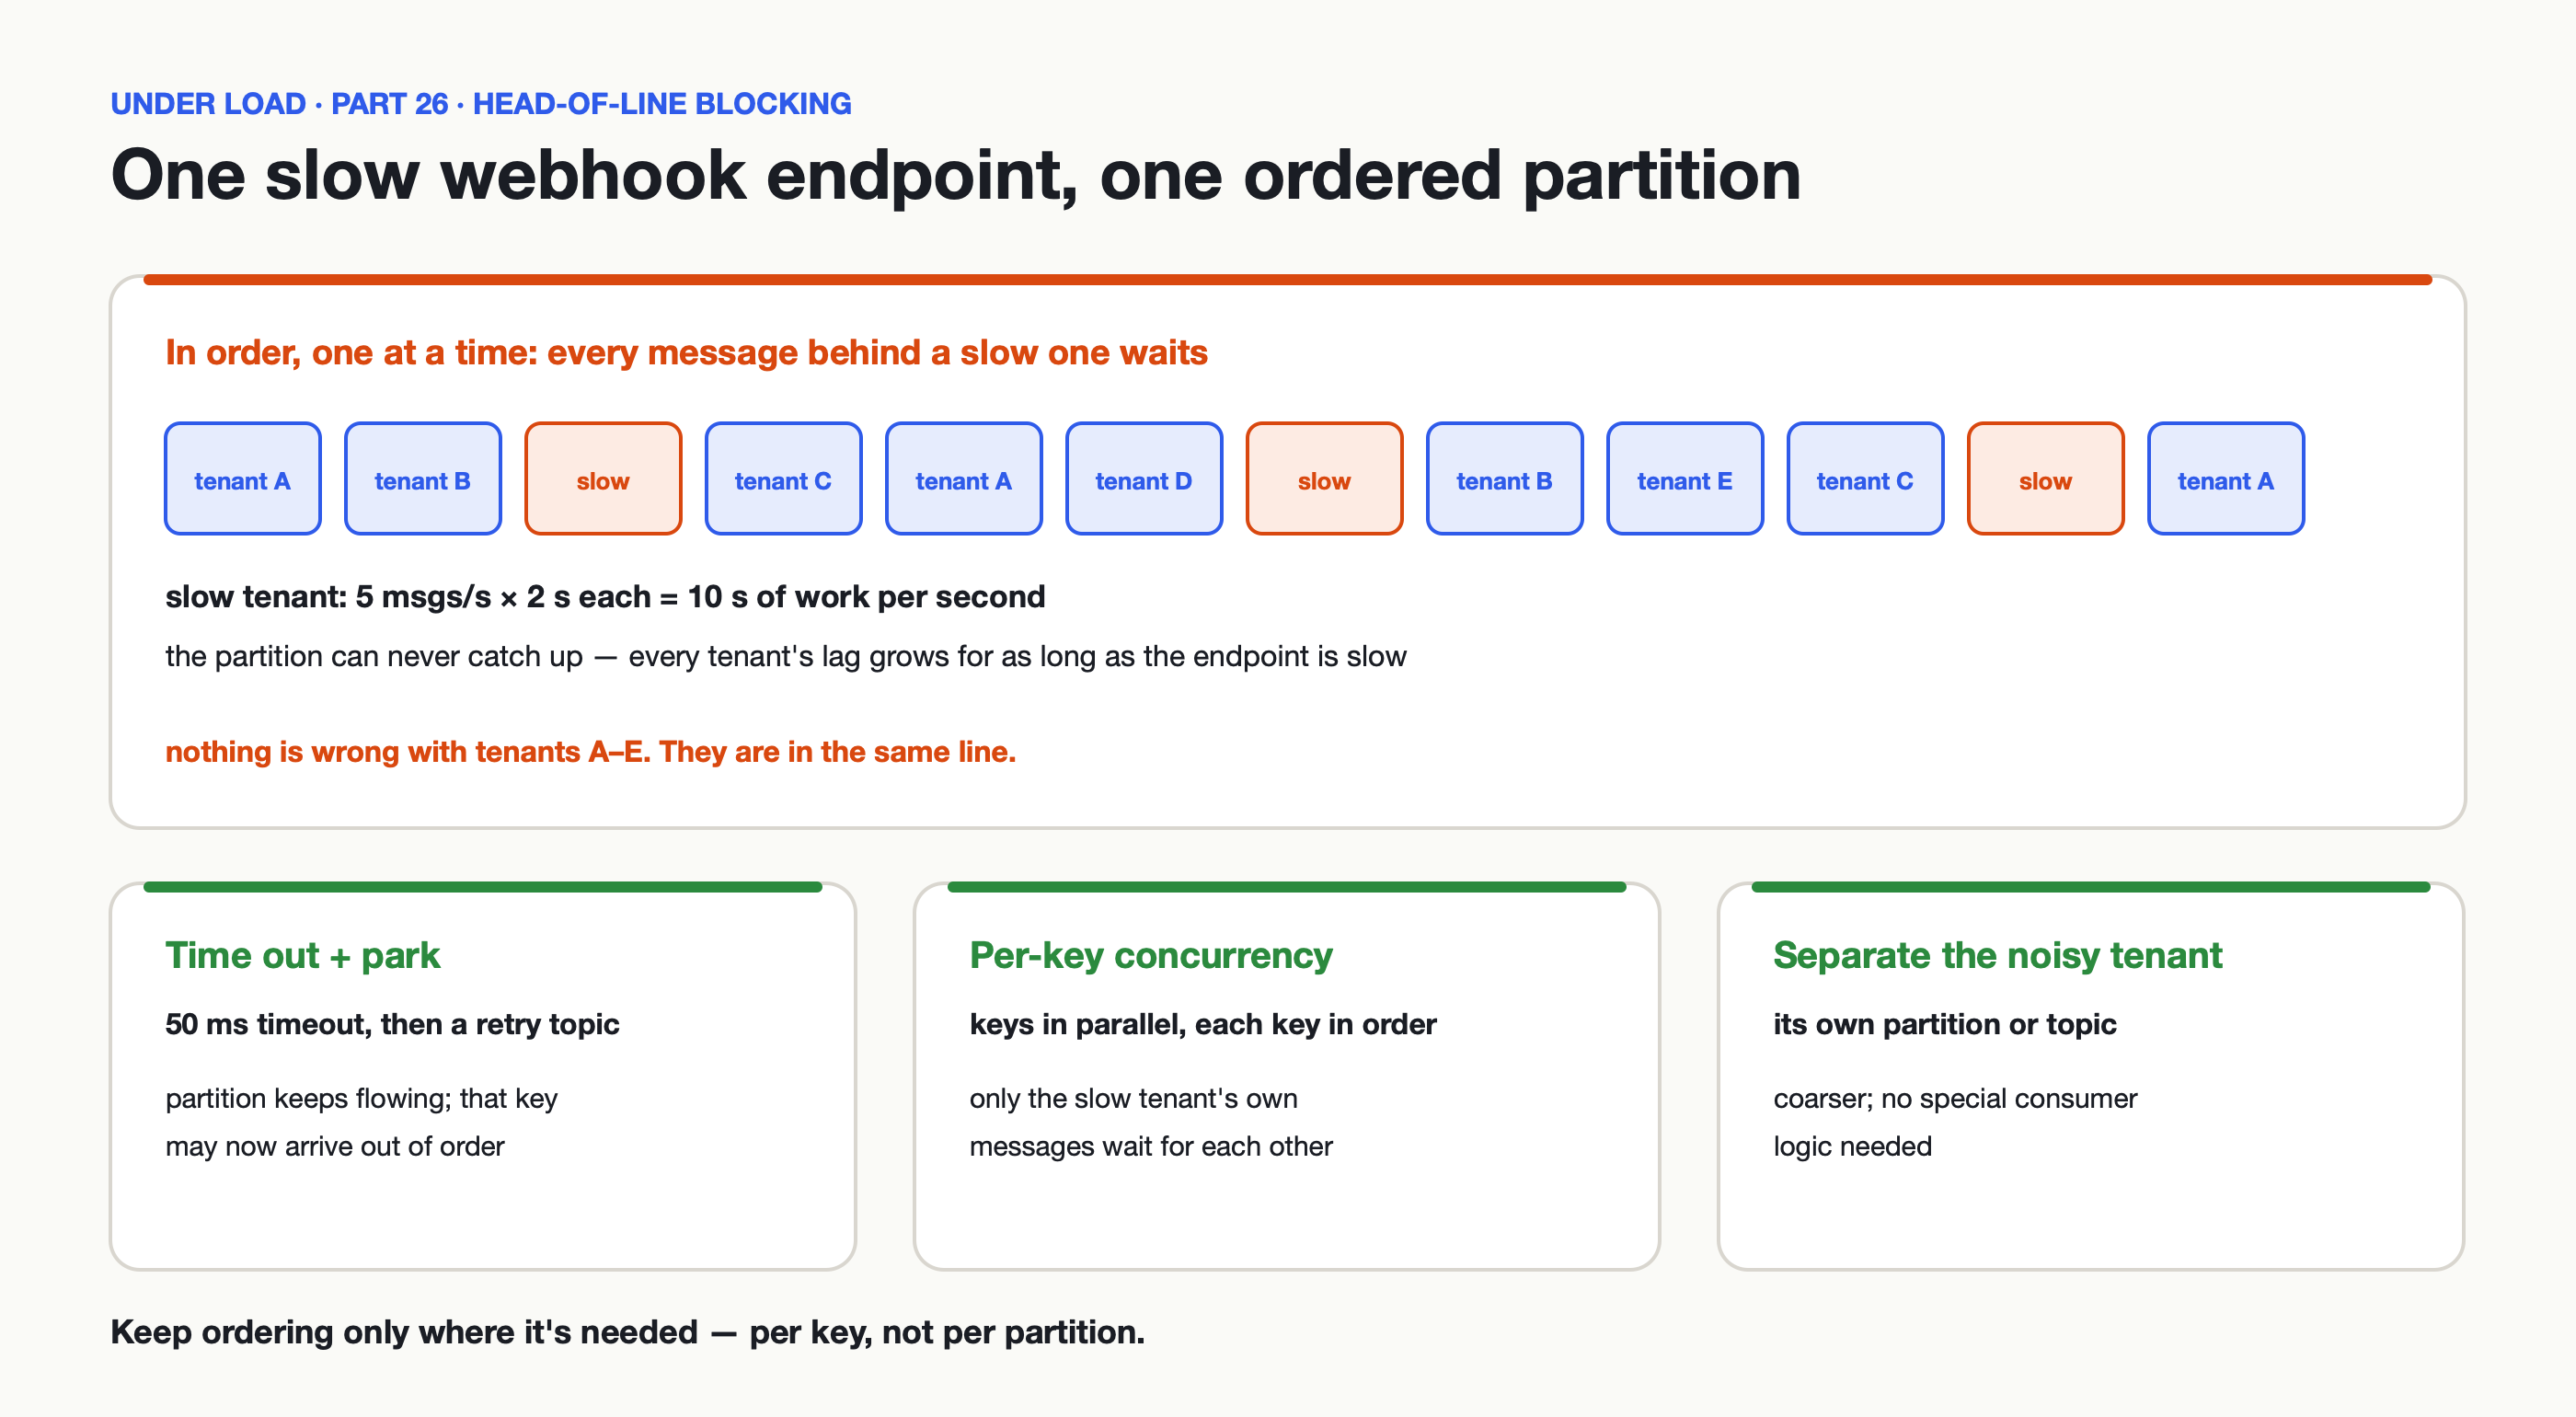 UNDER LOAD · PART 26 · HEAD-OF-LINE BLOCKING
One slow webhook endpoint, one ordered partition
In order, one at a time: every message behind a slow one waits
tenant A tenant B slow tenant C tenant A tenant D slow tenant B tenant E tenant C slow tenant A
slow tenant: 5 msgs/s × 2 s each = 10 s of work per second
the partition can never catch up — every tenant's lag grows for as long as the endpoint is slow
nothing is wrong with tenants A–E. They are in the same line.
Time out + park
50 ms timeout, then a retry topic
partition keeps flowing; that key
may now arrive out of order
Per-key concurrency
keys in parallel, each key in order
only the slow tenant's own
messages wait for each other
Separate the noisy tenant
its own partition or topic
coarser; no special consumer
logic needed
Keep ordering only where it's needed — per key, not per partition.